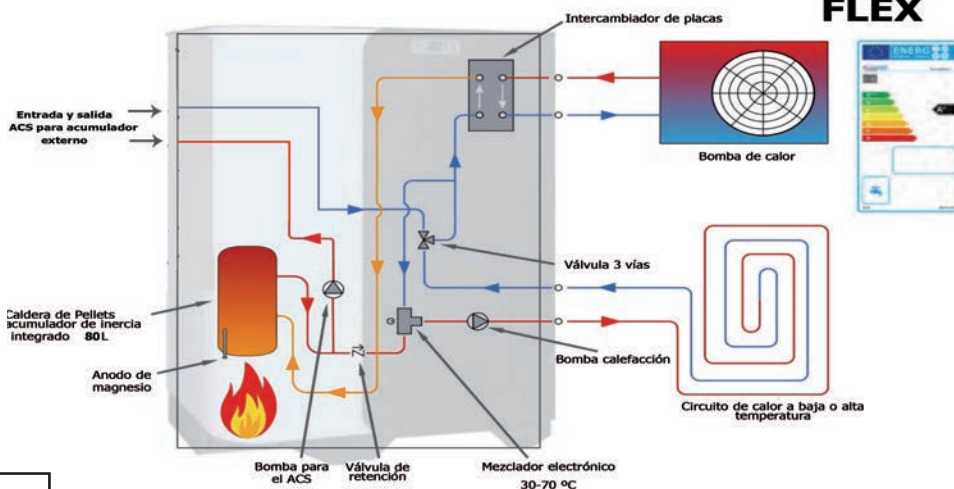 FLEX
Intercambiador de placas
ENERG
Entrada y salida
ACS para acumulador
externo
Bomba de calor
Válvula 3 vías
Caldera de Pellets
acumulador de inercia
integrado 80L
Bomba calefacción
Anodo de
magnesio
Circuito de calor a baja o alta
temperatura
Bomba para
el ACS
Válvula de
retención
Mezclador electrónico
30-70 ºC